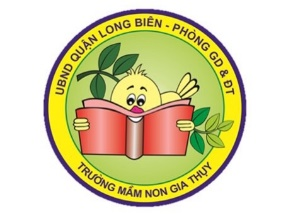 UBND QUẬN LONG BIÊN - PHÒNG GD & ĐT
TRƯỜNG MẦM NON GIA THỤY